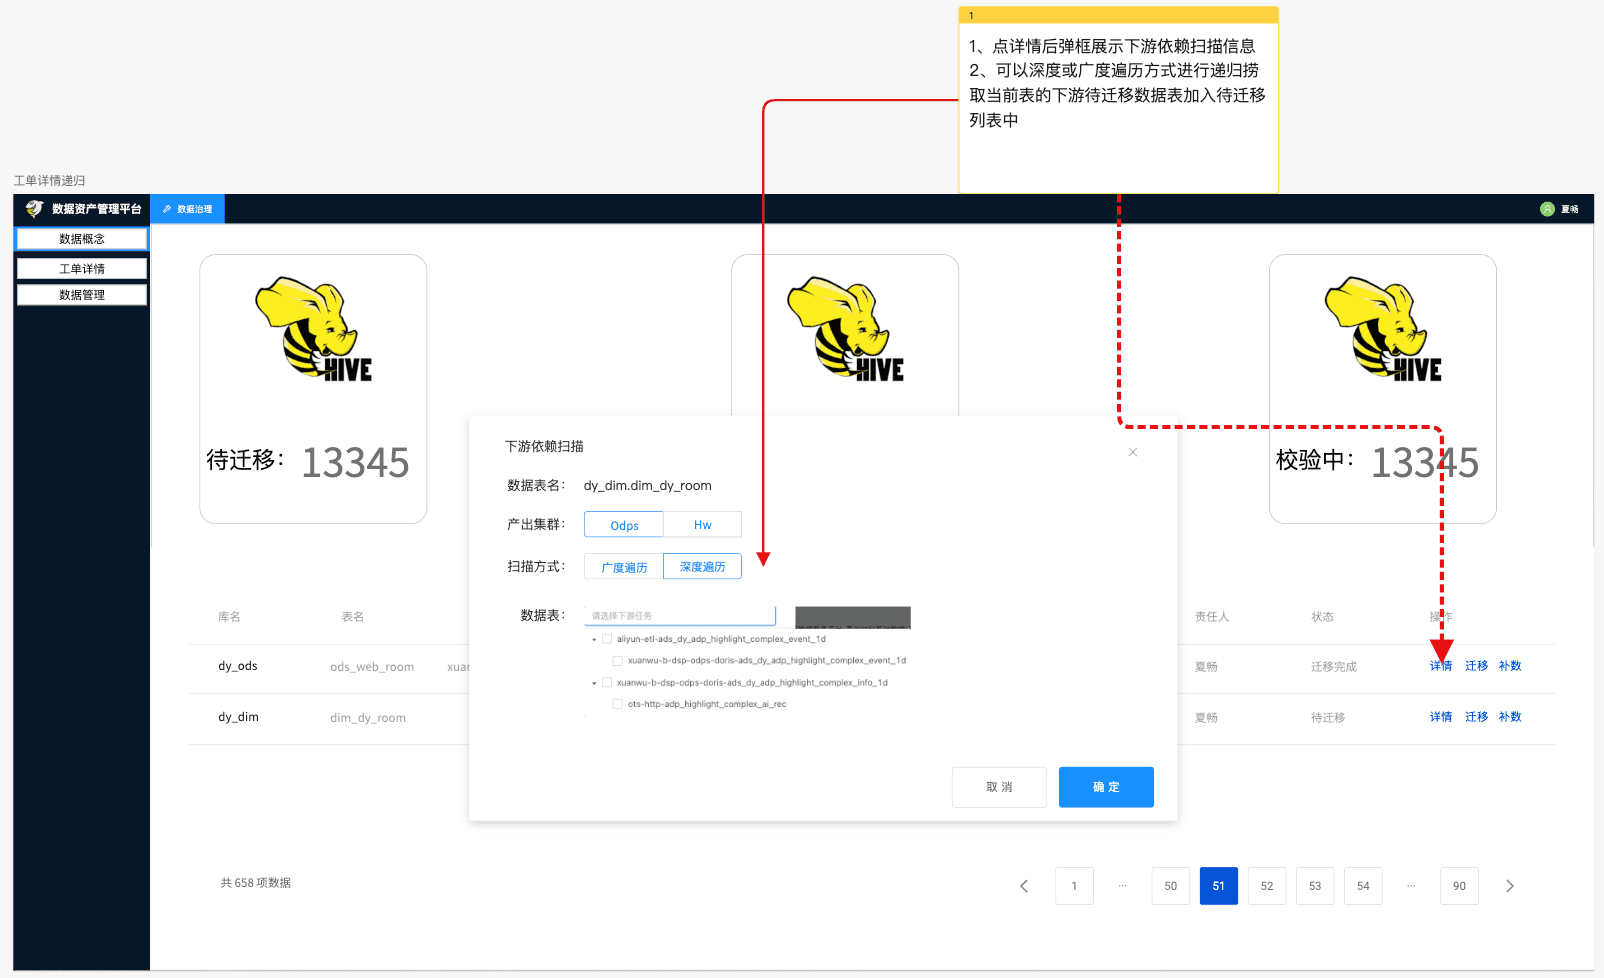 1
1、点详情后弹框展示下游依赖扫描信息
2、可以深度或广度遍历方式进行递归捞
取当前表的下游待迁移数据表加入待迁移
列表中
工单详情递归
数据资产管理平台
数据治理
夏畅
数据概念
工单详情
数据管理
HIVE
HIVE
HIVE
待迁移：
13345
校验中：
13345
下游依赖扫描
数据表名：
dy_dim.dim_dy_room
产出集群：
Odps
Hw
扫描方式：
广度遍历
深度遍历
数据表：
请选择下游任务
aliyun-etl-ads_dy_adp_highlight_complex_event_1d
xuanwu-b-dsp-odps-doris-ads_dy_adp_highlight_complex_event_1d
xuanwu-b-dsp-odps-doris-ads_dy_adp_highlight_complex_info_1d
ots-http-adp_highlight_complex_ai_rec
取 消
确 定
库名
表名
责任人
状态
操作
dy_ods
ods_web_room
xuar
夏畅
迁移完成
详情
迁移
补数
dy_dim
dim_dy_room
夏畅
待迁移
详情
迁移
补数
共 658 项数据
1
···
50
51
52
53
54
···
90